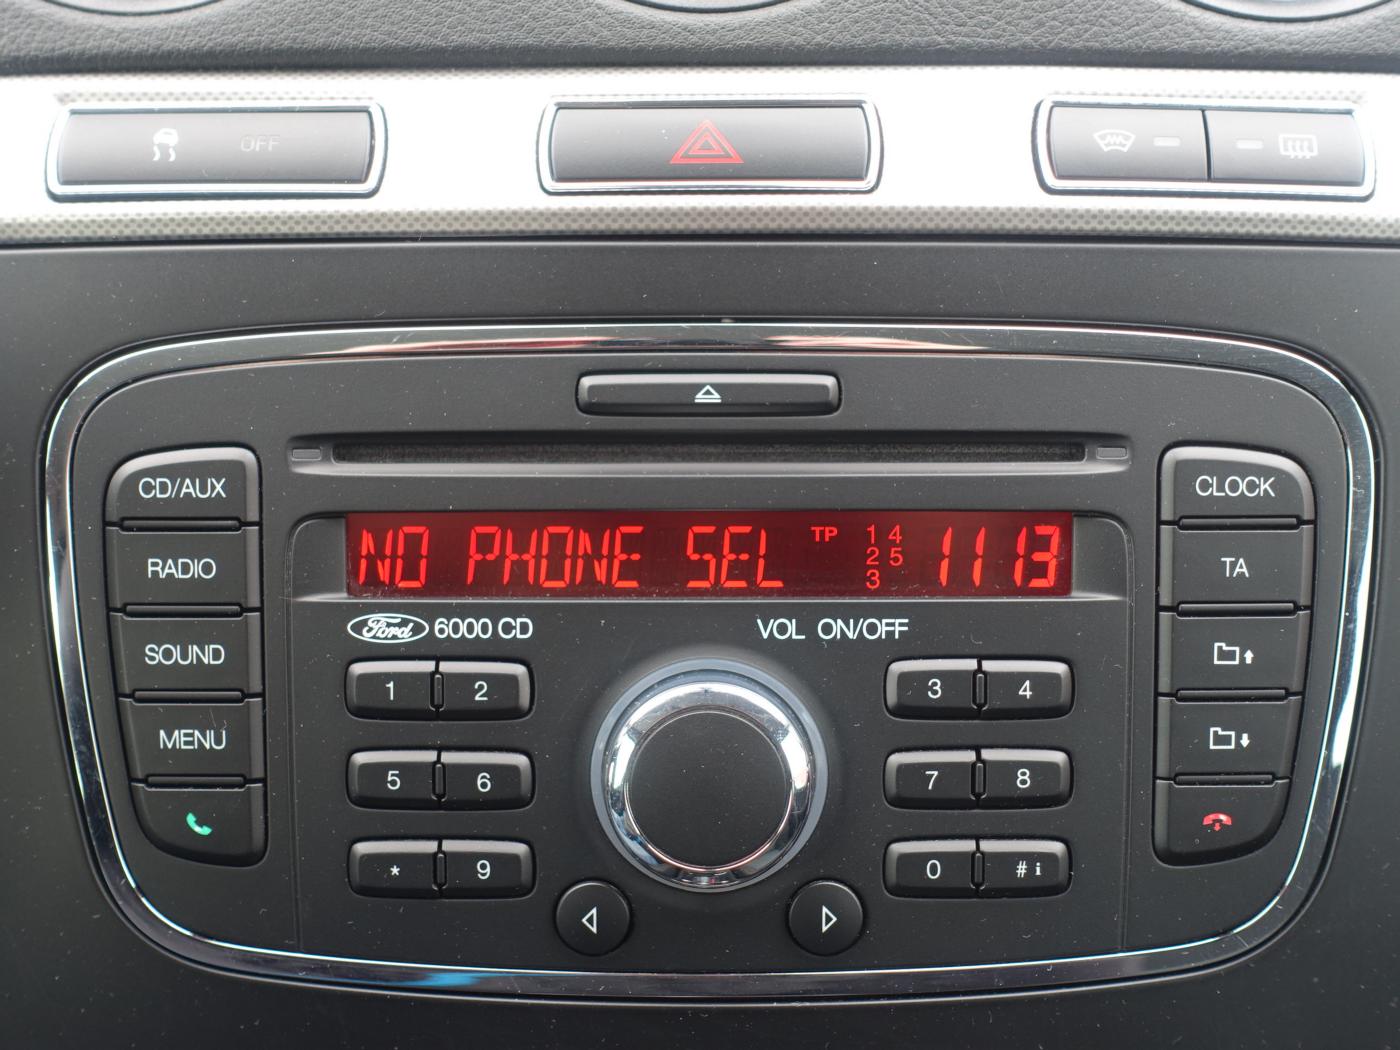 OFF
NO PHONE SEL TP 1 4 2 5 3 1113
Ford 6000 CD
VOL ON/OFF
CD/AUX
RADIO
SOUND
MENU
1 2
5 6
* 9
3 4
7 8
0 # i
CLOCK
TA